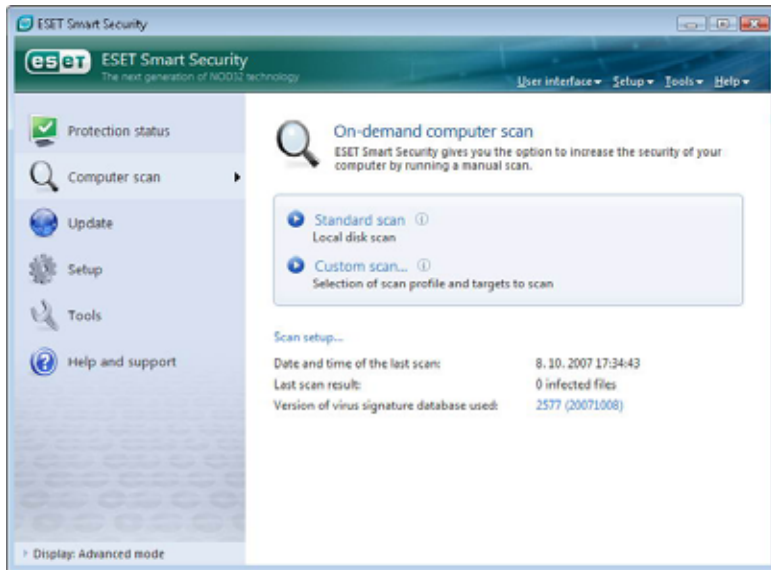 ESET Smart Security
eset ESET Smart Security
The next generation of NOD32 technology
User interface Setup Tools Help
Protection status
Computer scan
Update
Setup
Tools
Help and support
Display: Advanced mode
On-demand computer scan
ESET Smart Security gives you the option to increase the security of your
computer by running a manual scan.
Standard scan
Local disk scan
Custom scan...
Selection of scan profile and targets to scan
Scan setup...
Date and time of the last scan: 8. 10. 2007 17:34:43
Last scan result: 0 infected files
Version of virus signature database used: 2577 (20071008)